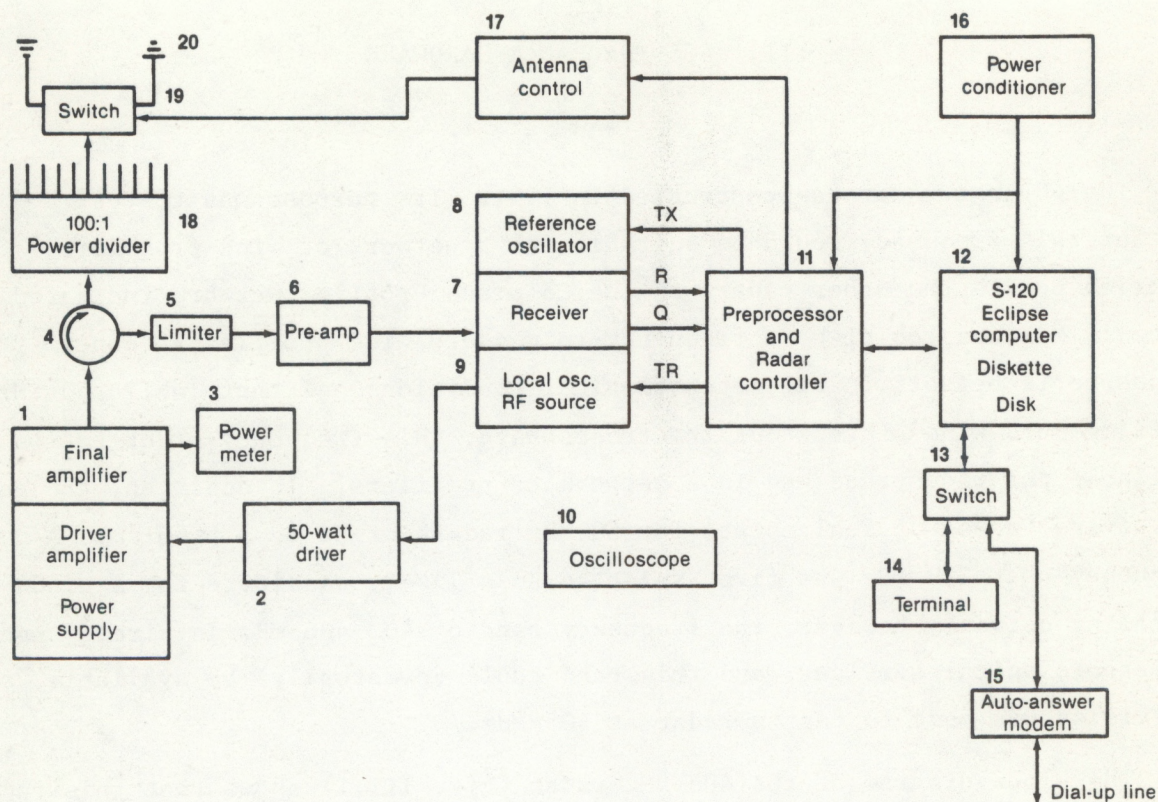 17
16
20
Antenna
control
Power
conditioner
19
Switch
100:1
Power divider
18
8
Reference
oscillator
TX
11
12
7
R
Receiver
Q
Preprocessor
and
Radar
controller
S-120
Eclipse
computer
Diskette
Disk
5
Limiter
6
Pre-amp
4
9
Local osc.
RF source
TR
1
3
Power
meter
Final
amplifier
Driver
amplifier
Power
supply
50-watt
driver
2
10
Oscilloscope
13
Switch
14
Terminal
15
Auto-answer
modem
Dial-up line